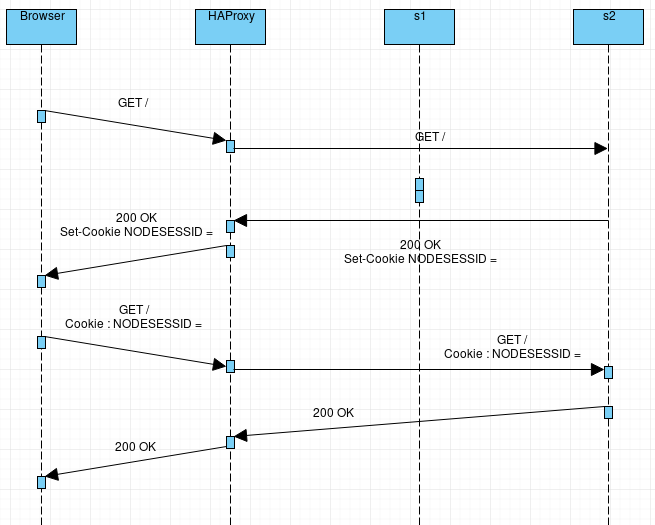 Browser
HAProxy
s1
s2
GET /
GET /
200 OK
Set-Cookie NODESESSID =
200 OK
Set-Cookie NODESESSID =
GET /
Cookie : NODESESSID =
GET /
Cookie : NODESESSID =
200 OK
200 OK